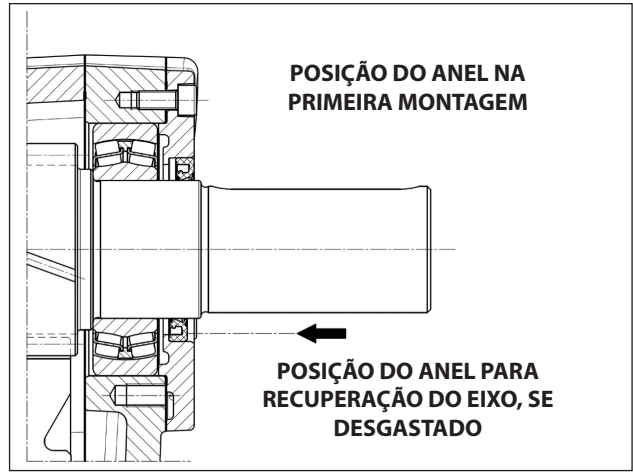 POSIÇÃO DO ANEL NA
PRIMEIRA MONTAGEM
POSIÇÃO DO ANEL PARA
RECUPERAÇÃO DO EIXO, SE
DESGASTADO